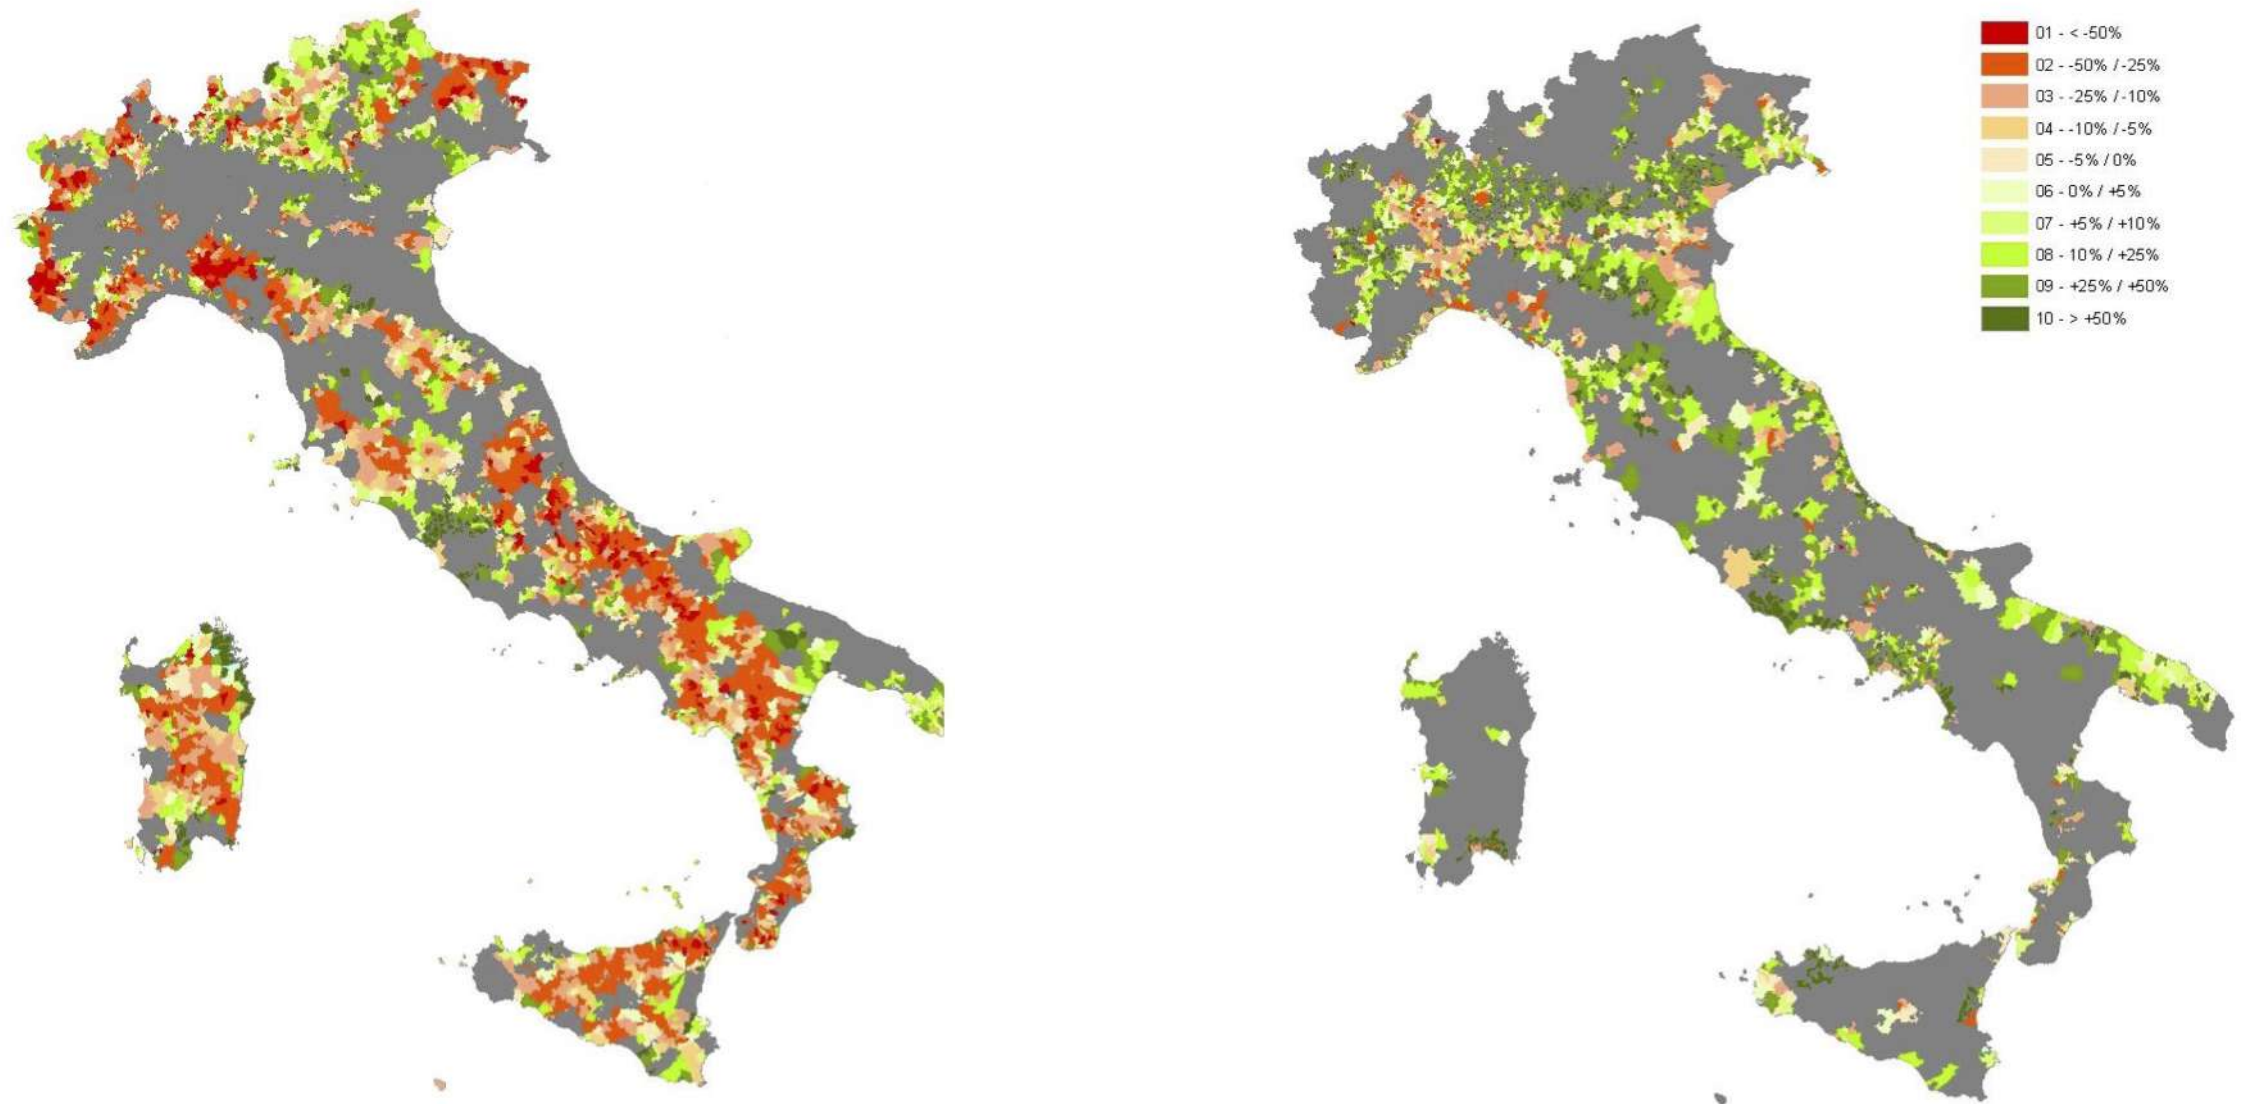 01 - < -50%
02 - -50% / -25%
03 - -25% / -10%
04 - -10% / -5%
05 - -5% / 0%
06 - 0% / +5%
07 - +5% / +10%
08 - 10% / +25%
09 - +25% / +50%
10 - > +50%